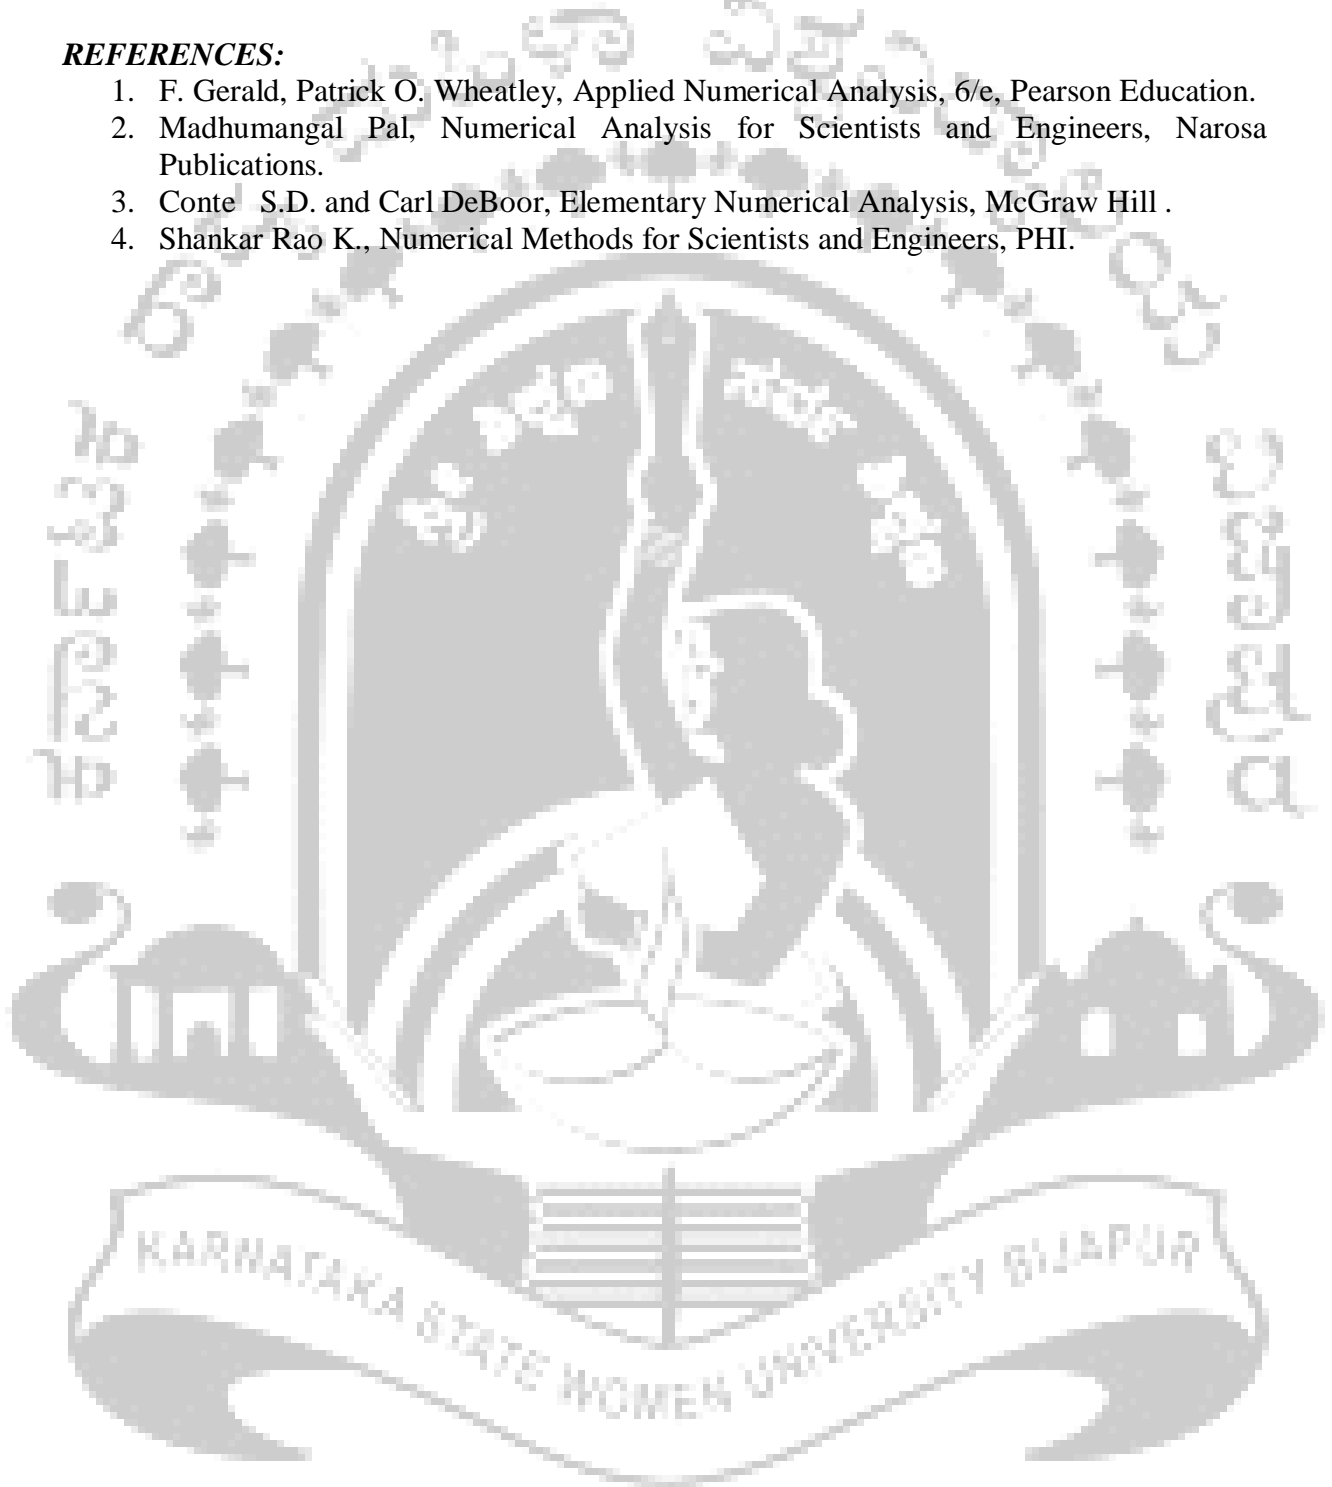 REFERENCES:
1. F. Gerald, Patrick O. Wheatley, Applied Numerical Analysis, 6/e, Pearson Education.
2. Madhumangal Pal, Numerical Analysis for Scientists and Engineers, Narosa
Publications.
3. Conte S.D. and Carl DeBoor, Elementary Numerical Analysis, McGraw Hill .
4. Shankar Rao K., Numerical Methods for Scientists and Engineers, PHI.
KARNATAKA STATE WOMEN UNIVERSITY BIJAPUR